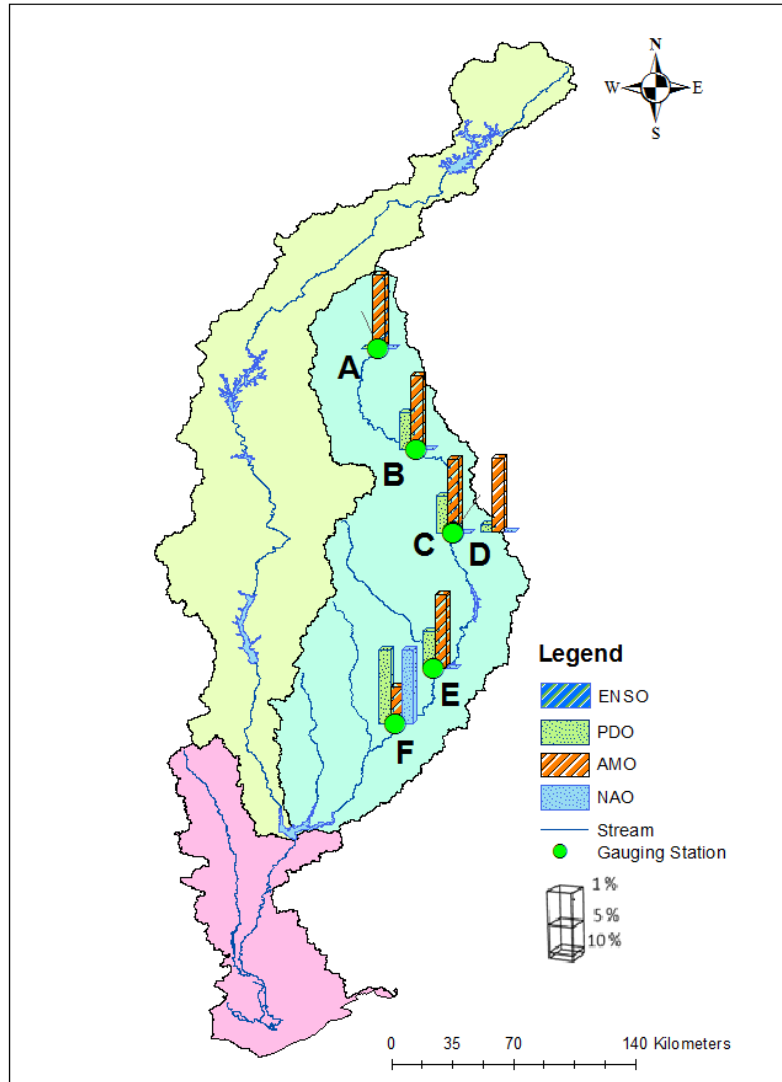 N
W E
S
A
B
C D
E
F
Legend
ENSO
PDO
AMO
NAO
Stream
Gauging Station
1%
5%
10%
0 35 70 140 Kilometers